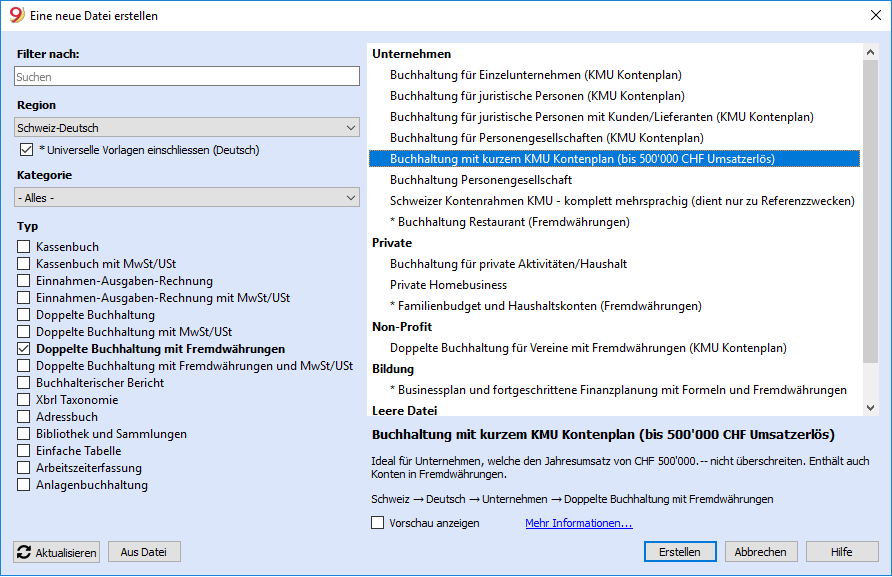 9 Eine neue Datei erstellen
Filter nach:
Suchen
Region
Schweiz-Deutsch
* Universelle Vorlagen einschliessen (Deutsch)
Kategorie
- Alles -
Typ
Kassenbuch
Kassenbuch mit MwSt/USt
Einnahmen-Ausgaben-Rechnung
Einnahmen-Ausgaben-Rechnung mit MwSt/USt
Doppelte Buchhaltung
Doppelte Buchhaltung mit MwSt/USt
Doppelte Buchhaltung mit Fremdwährungen
Doppelte Buchhaltung mit Fremdwährungen und MwSt/USt
Buchhalterischer Bericht
Xbrl Taxonomie
Adressbuch
Bibliothek und Sammlungen
Einfache Tabelle
Arbeitszeiterfassung
Anlagenbuchhaltung
Aktualisieren
Aus Datei
Unternehmen
Buchhaltung für Einzelunternehmen (KMU Kontenplan)
Buchhaltung für juristische Personen (KMU Kontenplan)
Buchhaltung für juristische Personen mit Kunden/Lieferanten (KMU Kontenplan)
Buchhaltung für Personengesellschaften (KMU Kontenplan)
Buchhaltung mit kurzem KMU Kontenplan (bis 500'000 CHF Umsatzerlös)
Buchhaltung Personengesellschaft
Schweizer Kontenrahmen KMU - komplett mehrsprachig (dient nur zu Referenzzwecken)
* Buchhaltung Restaurant (Fremdwährungen)
Private
Buchhaltung für private Aktivitäten/Haushalt
Private Homebusiness
* Familienbudget und Haushaltskonten (Fremdwährungen)
Non-Profit
Doppelte Buchhaltung für Vereine mit Fremdwährungen (KMU Kontenplan)
Bildung
* Businessplan und fortgeschrittene Finanzplanung mit Formeln und Fremdwährungen
Leere Datei
Buchhaltung mit kurzem KMU Kontenplan (bis 500'000 CHF Umsatzerlös)
Ideal für Unternehmen, welche den Jahresumsatz von CHF 500'000.-- nicht überschreiten. Enthält auch
Konten in Fremdwährungen.
Schweiz → Deutsch → Unternehmen → Doppelte Buchhaltung mit Fremdwährungen
Vorschau anzeigen
Mehr Informationen...
Erstellen
Abbrechen
Hilfe